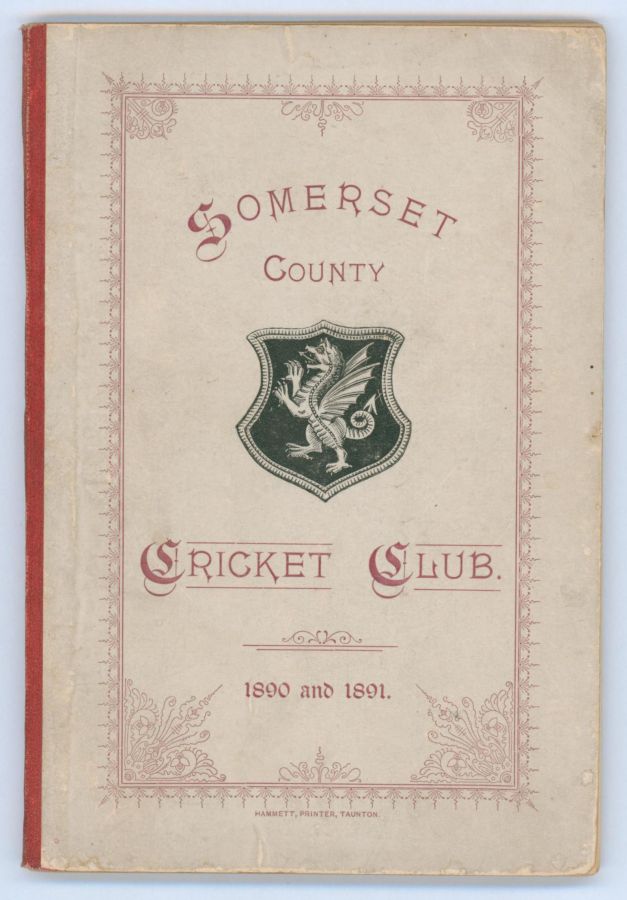 SOMERSET
COUNTY
CRICKET CLUB.
1890 and 1891.
HAMMETT, PRINTER, TAUNTON.